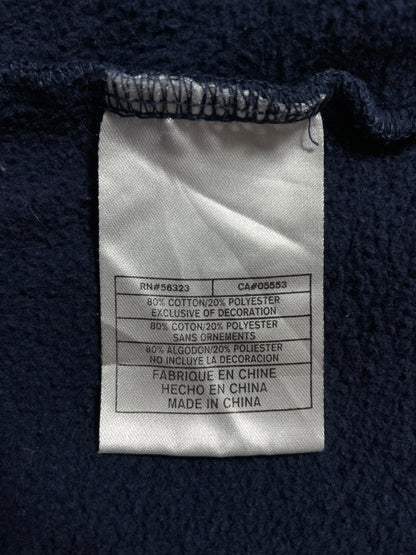 RN#56323 CA#05553
80% COTTON/20% POLYESTER
EXCLUSIVE OF DECORATION
80% COTON/20% POLYESTER
SANS ORNEMENTS
80% ALGODON/20% POLIESTER
NO INCLUYE LA DECORACION
FABRIQUE EN CHINE
HECHO EN CHINA
MADE IN CHINA